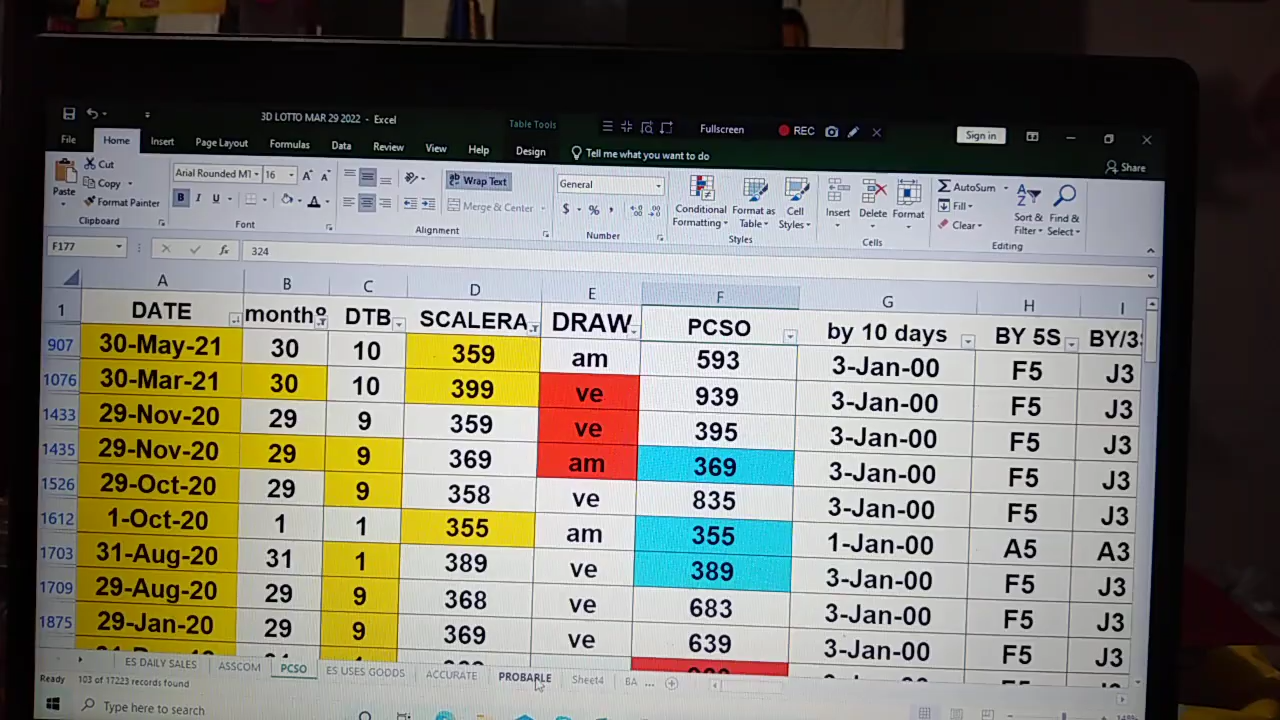 3D LOTTO MAR 29 2022 - Excel
Table Tools
Fullscreen
REC
Sign in
File Home Insert Page Layout Formulas Data Review View Help Design Tell me what you want to do
Share
Paste
Cut
Copy
Format Painter
Clipboard
Arial Rounded MT 16
B I U
Font
Wrap Text
Merge & Center
Alignment
General
$ % ,
Number
Conditional Formatting
Format as Table
Cell Styles
Styles
Insert Delete Format
Cells
AutoSum
Fill
Clear
Sort & Filter
Find & Select
Editing
F177 fx 324
A B C D E F G H I
1 DATE DTB SCALERA DRAW PCSO by 10 days BY 5S
907 30-May-21 30 10 359 am 593 3-Jan-00 F5 J3
1076 30-Mar-21 30 10 399 ve 939 3-Jan-00 F5 J3
1433 29-Nov-20 29 9 359 ve 395 3-Jan-00 F5 J3
1435 29-Nov-20 29 9 369 am 369 3-Jan-00 F5 J3
1526 29-Oct-20 29 9 358 ve 835 3-Jan-00 F5 J3
1612 1-Oct-20 1 1 355 am 355 1-Jan-00 A5 A3
1703 31-Aug-20 31 1 389 ve 389 3-Jan-00 F5 J3
1709 29-Aug-20 29 9 368 ve 683 3-Jan-00 F5 J3
1875 29-Jan-20 29 9 369 ve 639 3-Jan-00 F5 J3
ES DAILY SALES ASSCOM PCSO ES USES GOODS ACCURATE PROBABLE Sheet4 BA ...
Ready 103 of 17223 records found
Type here to search